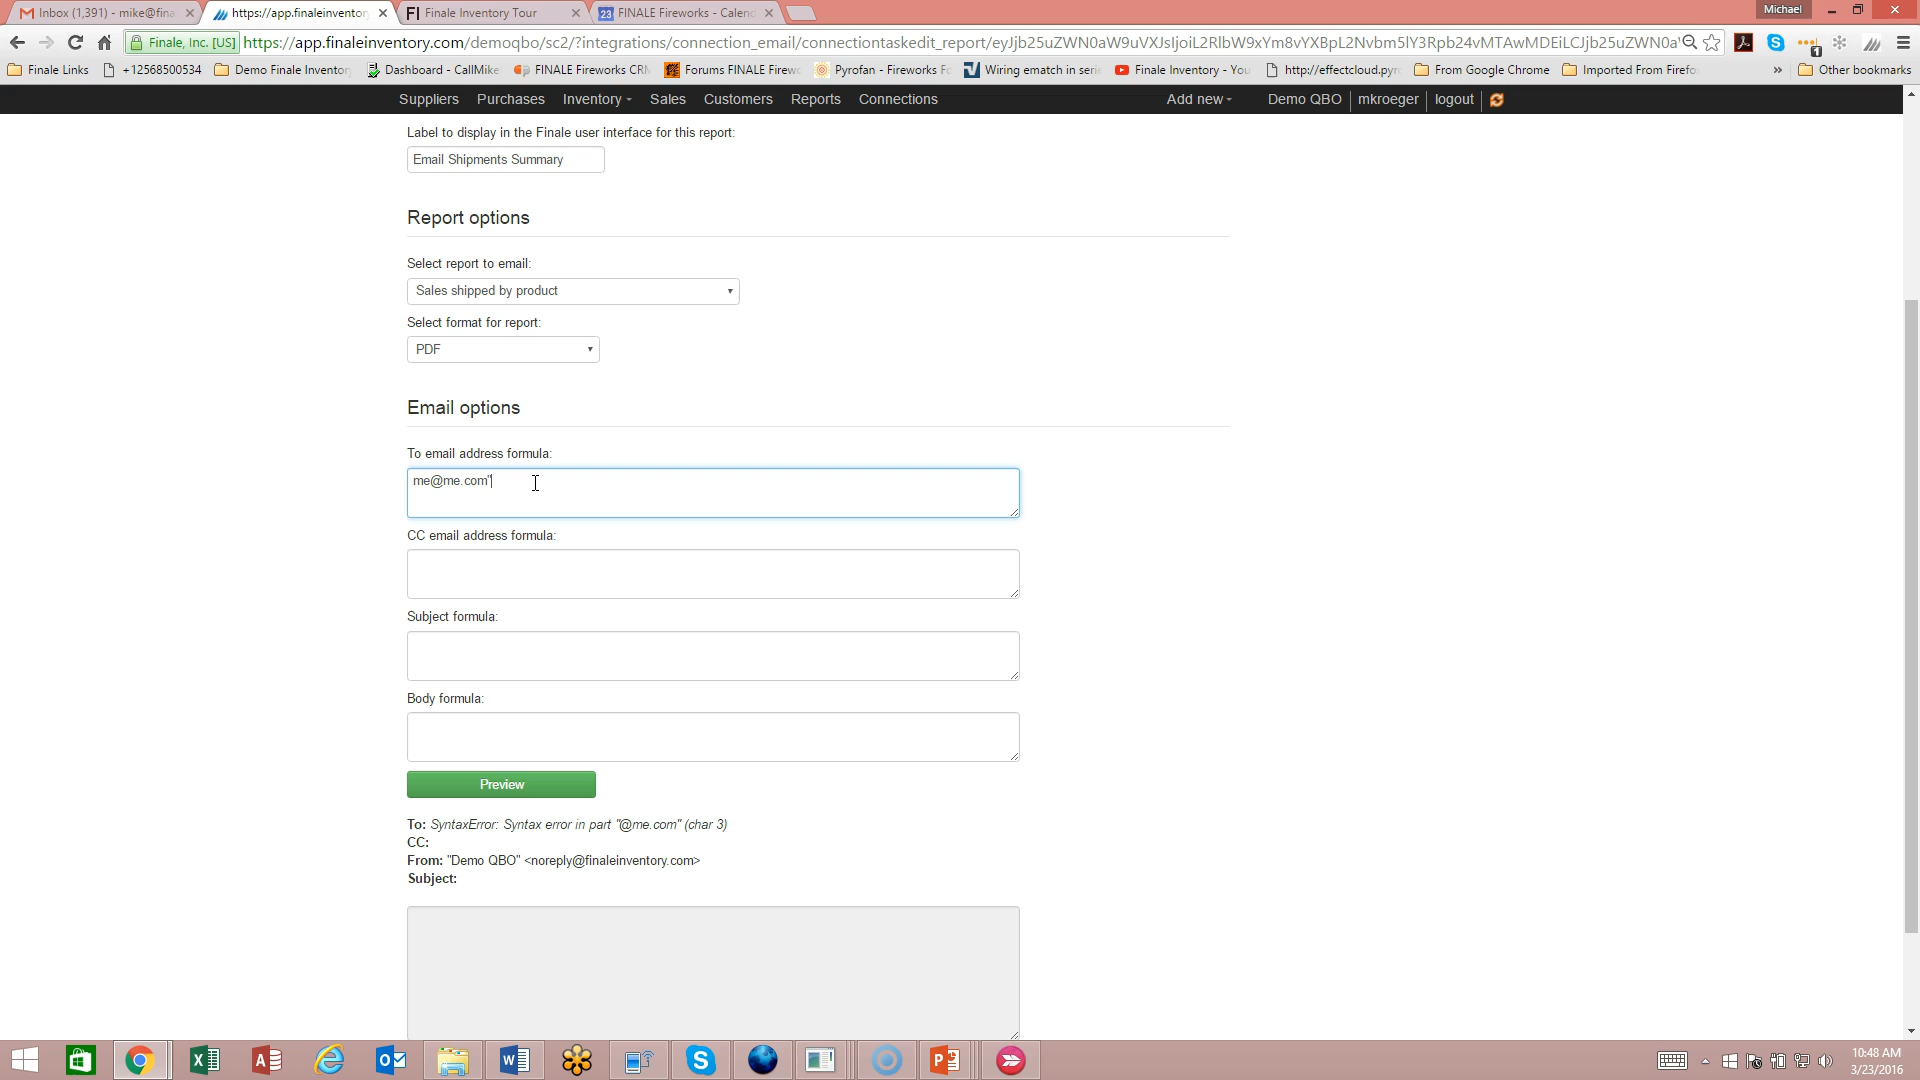 Inbox (1,391) - mike@fina
https://app.finaleinventor
Finale Inventory Tour
23 FINALE Fireworks - Calend
Michael
Finale, Inc. [US]
https://app.finaleinventory.com/demoqbo/sc2/?integrations/connection_email/connectiontaskedit_report/
Finale Links
+12568500534
Demo Finale Inventor
Dashboard - CallMike
FINALE Fireworks CR
Forums FINALE Firew
Pyrofan - Fireworks Fo
Wiring ematch in seri
Finale Inventory - You
http://effectcloud.pyr
From Google Chrome
Imported From Firefo
»
Other bookmarks
Suppliers
Purchases
Inventory
Sales
Customers
Reports
Connections
Add new
Demo QBO
mkroeger
logout
Label to display in the Finale user interface for this report:
Email Shipments Summary
Report options
Select report to email:
Sales shipped by product
Select format for report:
PDF
Email options
To email address formula:
me@me.com"
CC email address formula:
Subject formula:
Body formula:
Preview
To: SyntaxError: Syntax error in part "@me.com" (char 3)
CC:
From: "Demo QBO" <noreply@finaleinventory.com>
Subject:
10:48 AM
3/23/2016